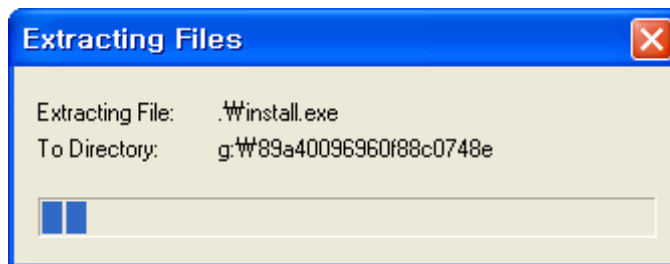 Extracting Files
Extracting File: .₩install.exe
To Directory: g:₩89a40096960f88c0748e